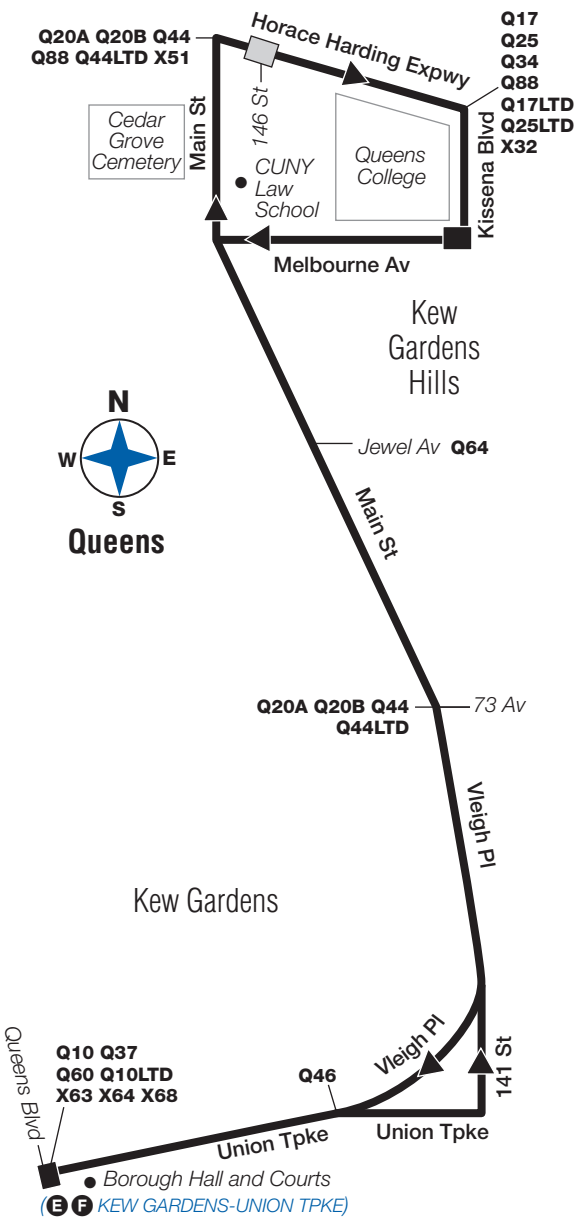 Q20A Q20B Q44
Q88 Q44LTD X51
Horace Harding Expwy
Q17
Q25
Q34
Q88
Q17LTD
Q25LTD
X32
146 St
Main St
Cedar
Grove
Cemetery
CUNY
Law
School
Queens
College
Kissena Blvd
Melbourne Av
Kew
Gardens
Hills
N
W
E
S
Queens
Jewel Av Q64
Main St
Q20A Q20B Q44
Q44LTD
73 Av
Vleigh Pl
Kew Gardens
Vleigh Pl
141 St
Queens Blvd
Q10 Q37
Q60 Q10LTD
X63 X64 X68
Q46
Union Tpke
Union Tpke
Borough Hall and Courts
(E F KEW GARDENS-UNION TPKE)